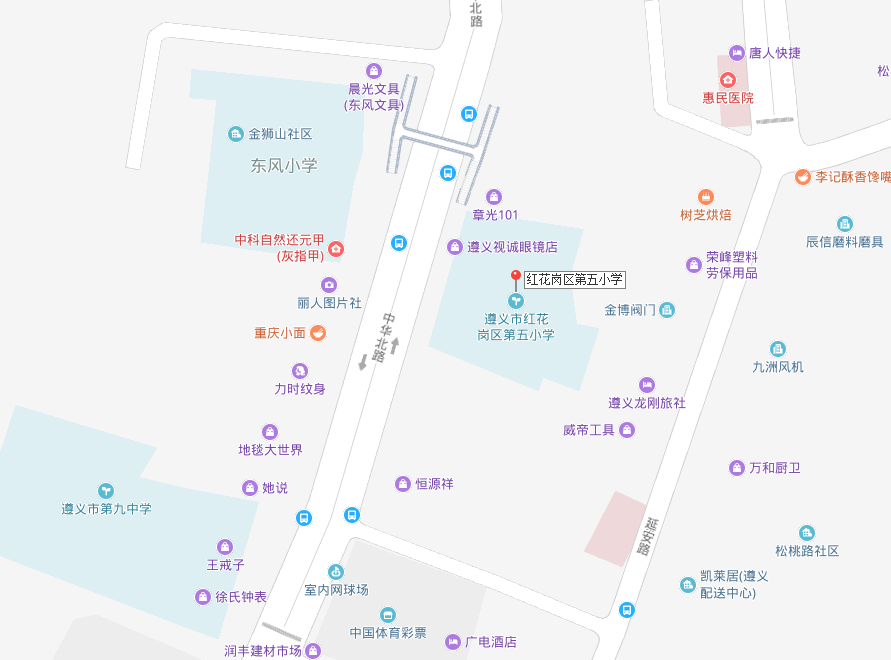 北路
唐人快捷
松
晨光文具
(东风文具)
惠民医院
金狮山社区
东风小学
李记酥香馋嘴
章光101
树芝烘焙
辰信磨料磨具
中科自然还元甲
(灰指甲)
遵义视诚眼镜店
荣峰塑料
劳保用品
红花岗区第五小学
丽人图片社
遵义市红花
岗区第五小学
金博阀门
重庆小面
中华北路
九洲风机
力时纹身
遵义龙刚旅社
地毯大世界
威帝工具
她说
恒源祥
万和厨卫
遵义市第九中学
延安路
王戒子
松桃路社区
室内网球场
凯莱居(遵义
配送中心)
徐氏钟表
中国体育彩票
润丰建材市场
广电酒店